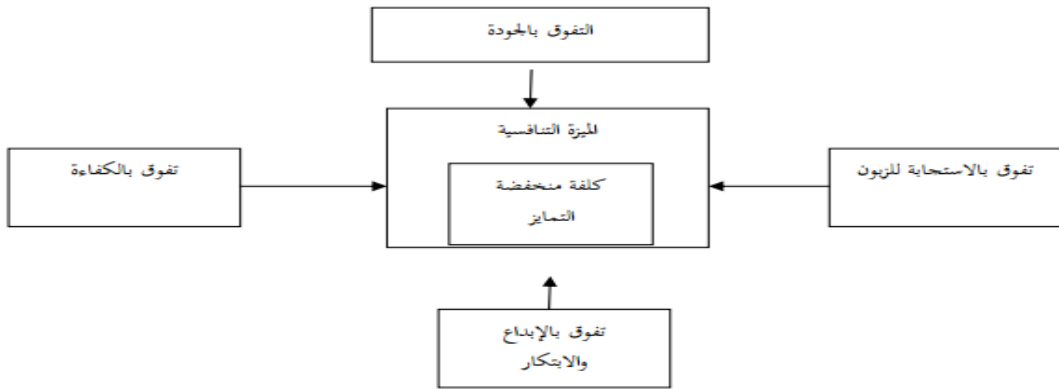 التفوق بالجودة
الميزة التنافسية
تفوق بالاستجابة للزبون
تفوق بالكفاءة
كلفة منخفضة
التمايز
تفوق بالإبداع
والابتكار